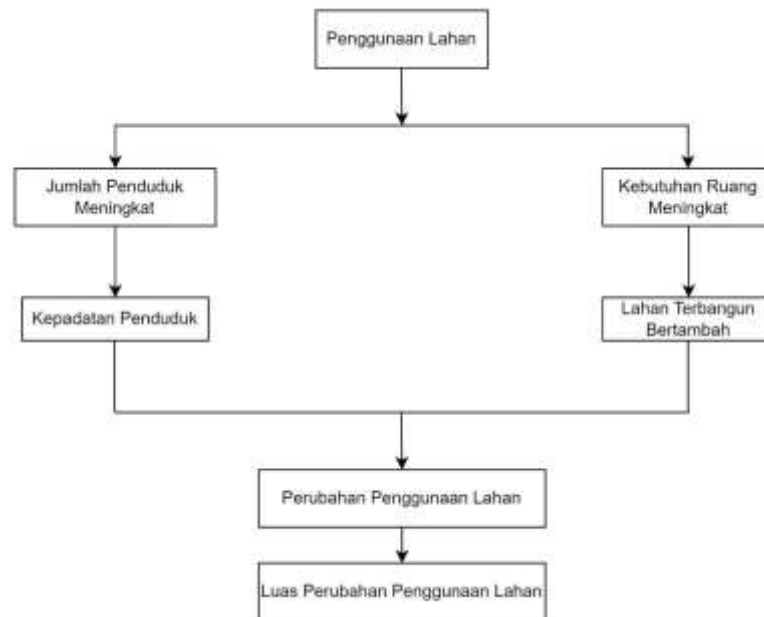 Penggunaan Lahan
Jumlah Penduduk
Meningkat
Kebutuhan Ruang
Meningkat
Kepadatan Penduduk
Lahan Terbangun
Bertambah
Perubahan Penggunaan Lahan
Luas Perubahan Penggunaan Lahan